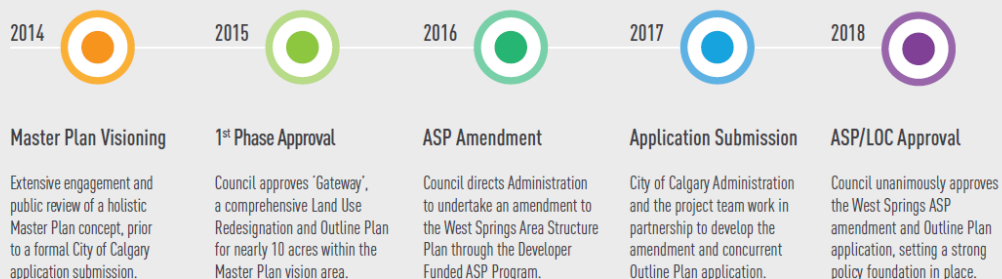 2014
2015
2016
2017
2018
Master Plan Visioning
Extensive engagement and
public review of a holistic
Master Plan concept, prior
to a formal City of Calgary
application submission.
1st Phase Approval
Council approves 'Gateway',
a comprehensive Land Use
Redesignation and Outline Plan
for nearly 10 acres within the
Master Plan vision area.
ASP Amendment
Council directs Administration
to undertake an amendment to
the West Springs Area Structure
Plan through the Developer
Funded ASP Program.
Application Submission
City of Calgary Administration
and the project team work in
partnership to develop the
amendment and concurrent
Outline Plan application.
ASP/LOC Approval
Council unanimously approves
the West Springs ASP
amendment and Outline Plan
application, setting a strong
policy foundation in place.